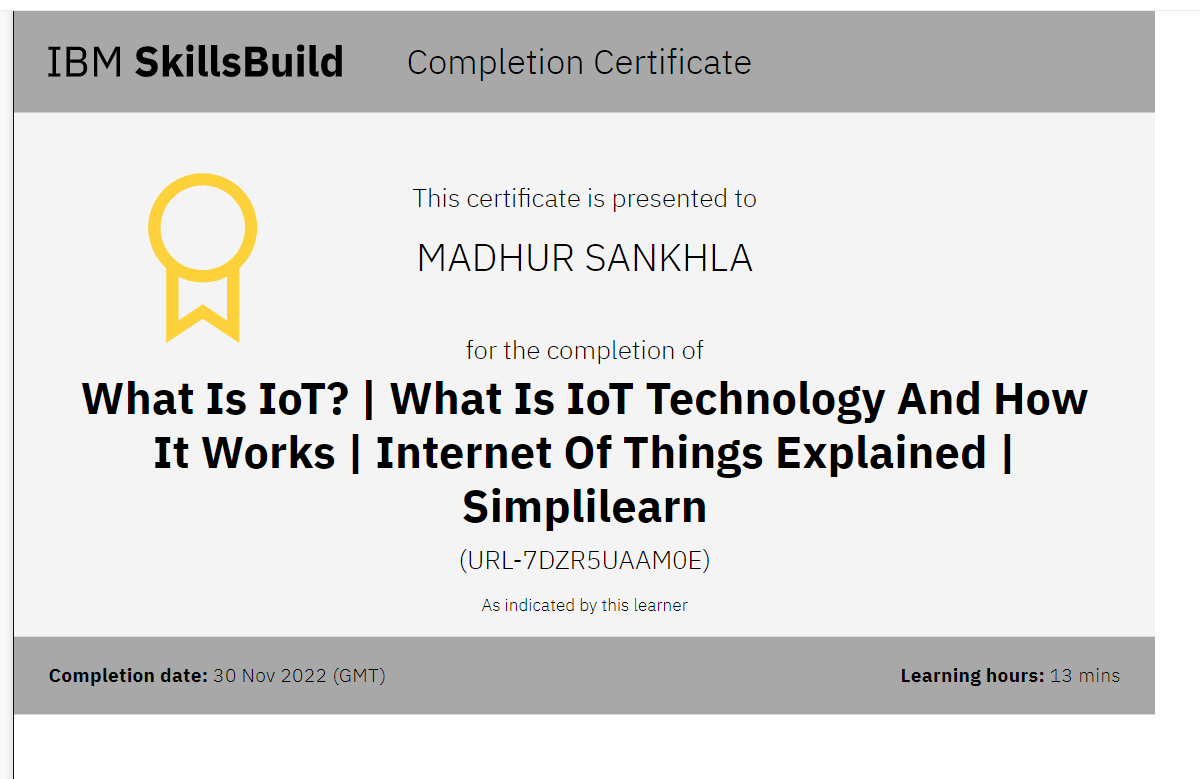 IBM SkillsBuild Completion Certificate
This certificate is presented to
MADHUR SANKHLA
for the completion of
What Is IoT? | What Is IoT Technology And How
It Works | Internet Of Things Explained |
Simplilearn
(URL-7DZR5UAAM0E)
As indicated by this learner
Completion date: 30 Nov 2022 (GMT) Learning hours: 13 mins